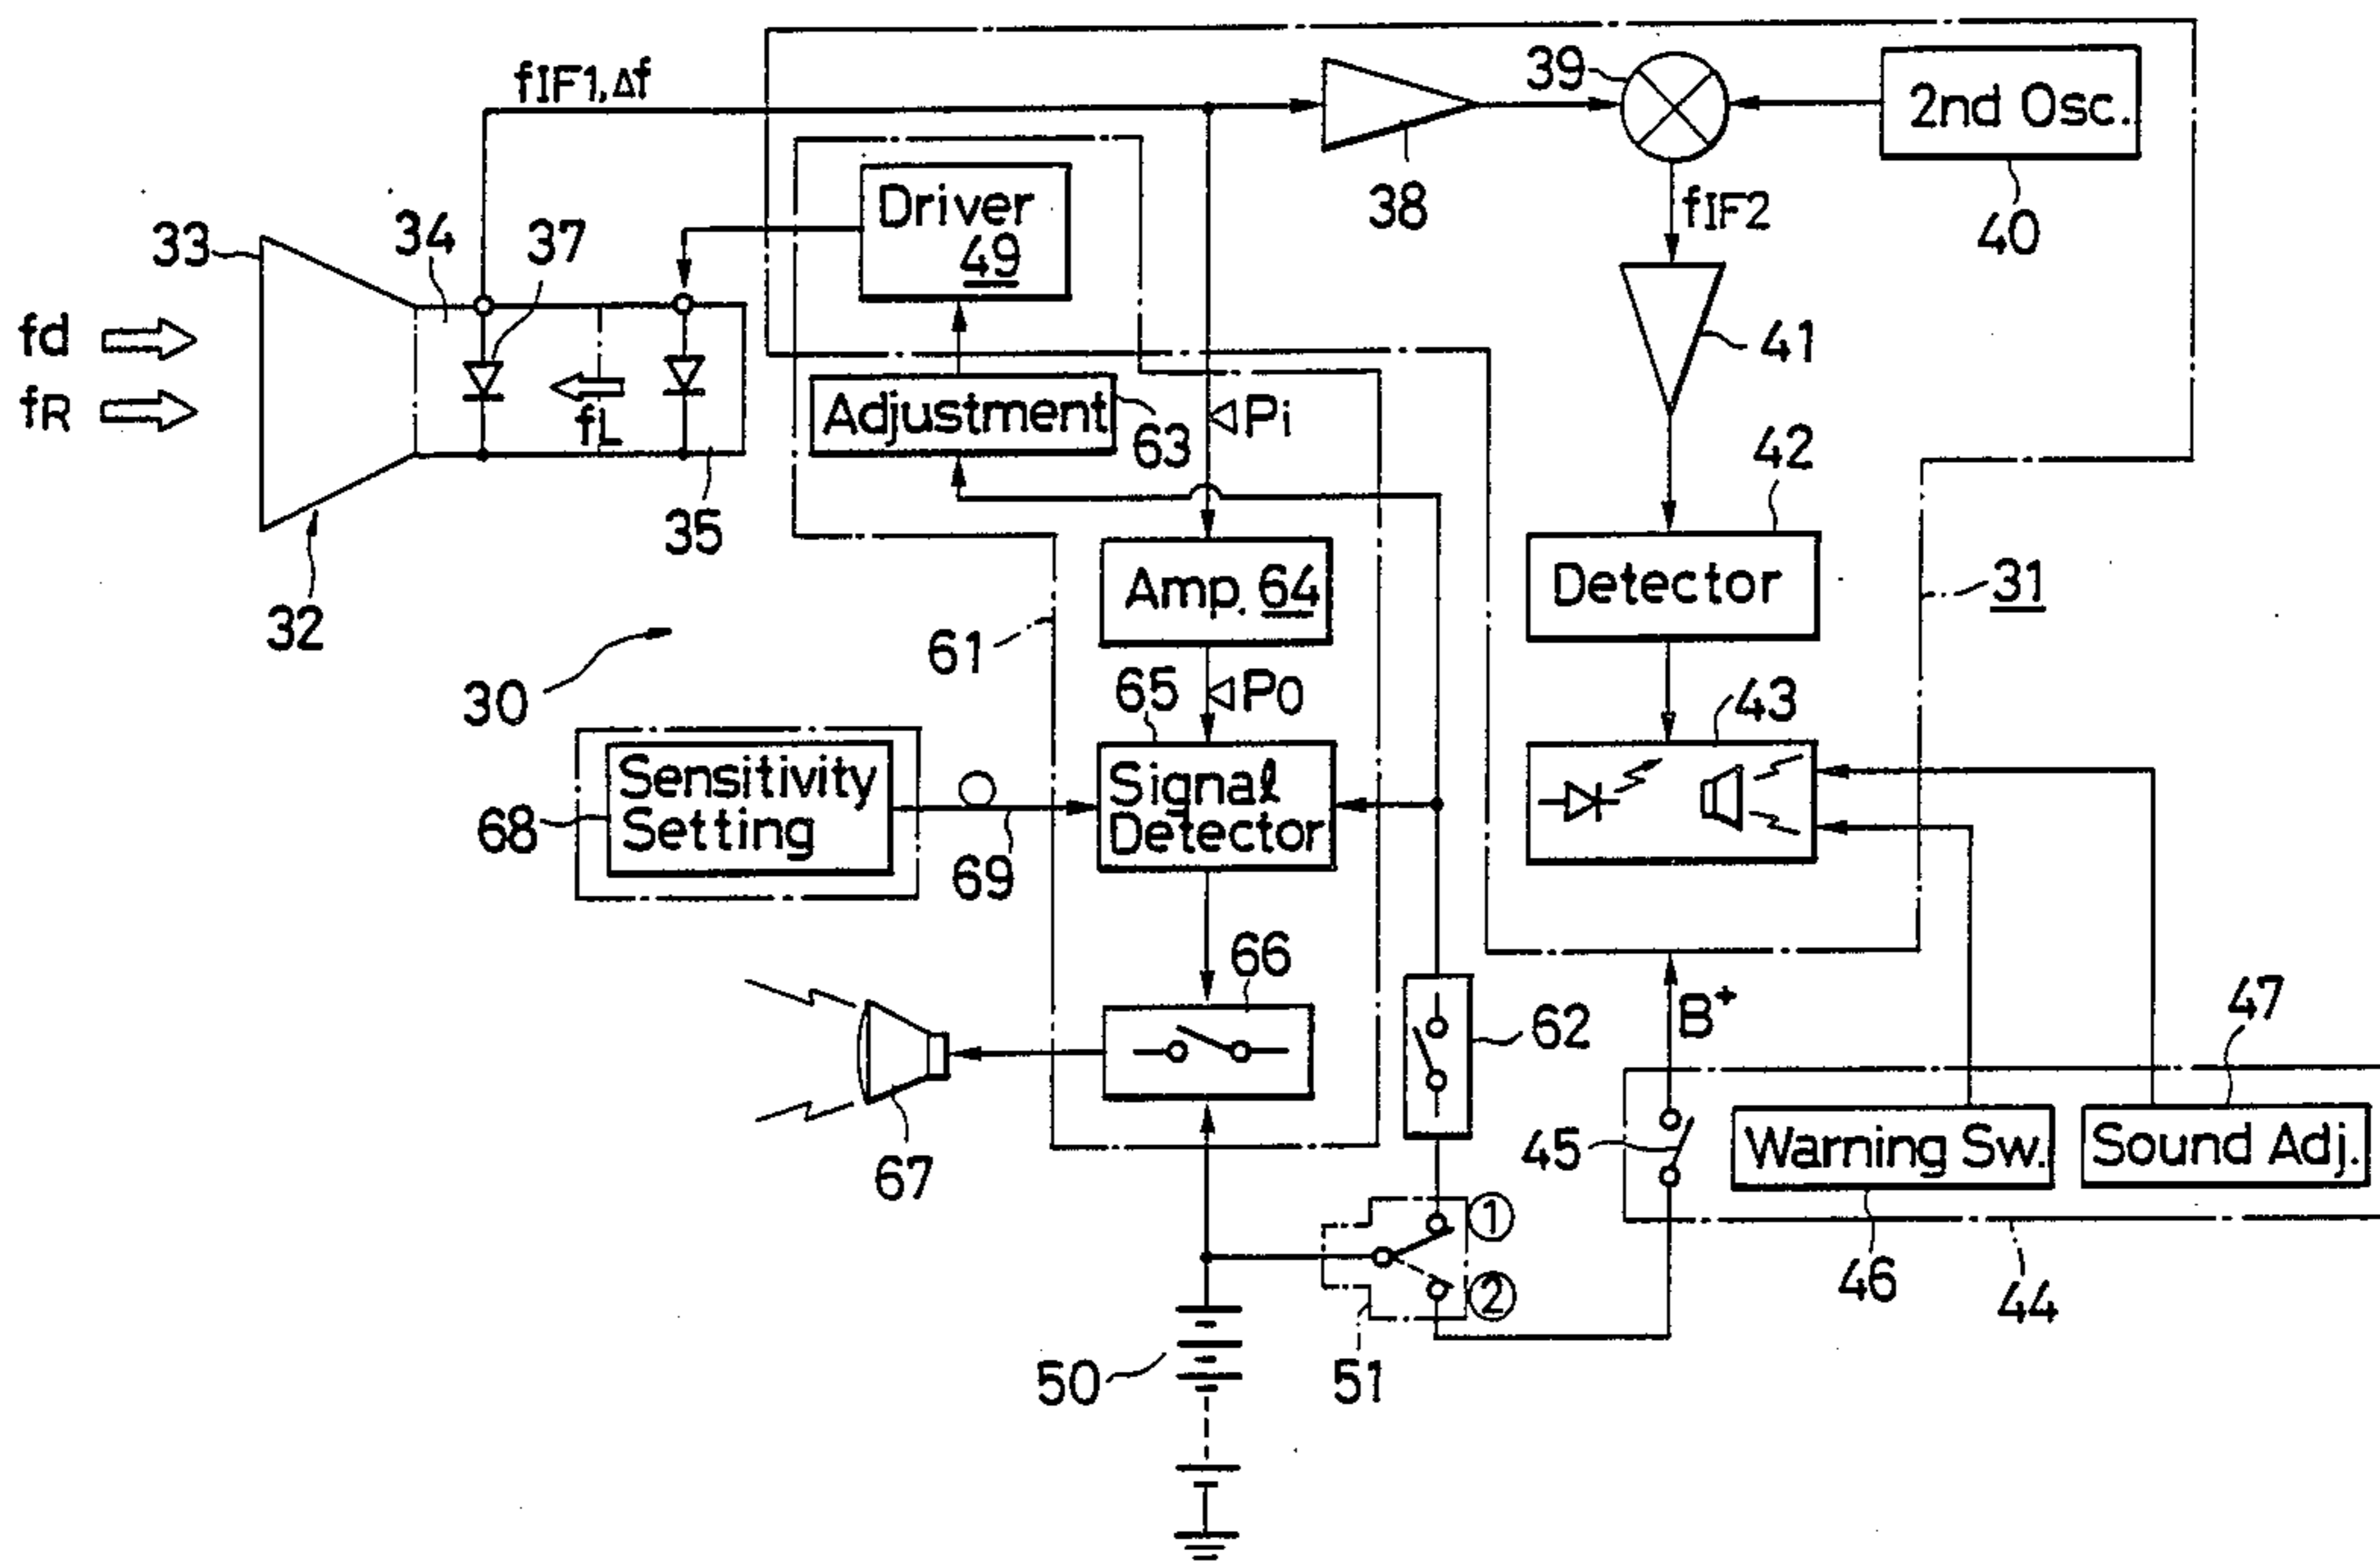 fIF1, Δf
39
2nd Osc.
Driver
49
38
fIF2
40
33
34
37
fd
41
fR
fL
Adjustment
63
Pi
42
35
Detector
31
32
Amp. 64
61
30
65
Po
43
Sensitivity
Setting
68
69
Signal
Detector
66
62
B+
47
67
45
Warning Sw.
Sound Adj.
①
②
46
44
50
51